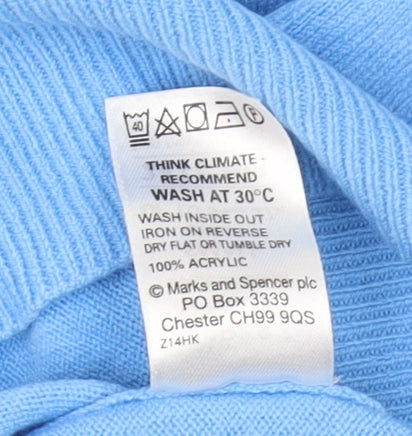 40 P
THINK CLIMATE -
RECOMMEND
WASH AT 30°C
WASH INSIDE OUT
IRON ON REVERSE
DRY FLAT OR TUMBLE DRY
100% ACRYLIC
© Marks and Spencer plc
PO Box 3339
Chester CH99 9QS
Z14HK